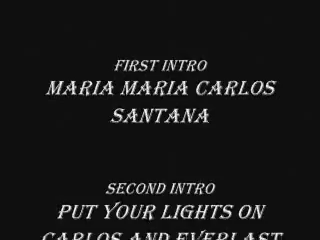 FIRST INTRO
MARIA MARIA CARLOS
SANTANA
SECOND INTRO
PUT YOUR LIGHTS ON
CARLOS AND EVERLAST